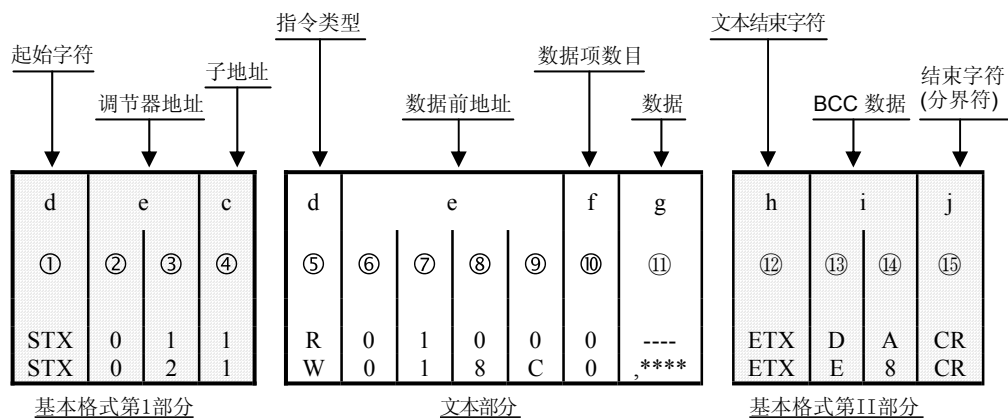 指令类型
文本结束字符
起始字符
子地址
数据项数目
结束字符
(分界符)
调节器地址
数据前地址
数据
BCC 数据
d e c d e f g h i j
① ② ③ ④ ⑤ ⑥ ⑦ ⑧ ⑨ ⑩ ⑪ ⑫ ⑬ ⑭ ⑮
STX 0 1 1 R 0 1 0 0 0 ---- ETX D A CR
STX 0 2 1 W 0 1 8 C 0 ,**** ETX E 8 CR
基本格式第1部分 文本部分 基本格式第II部分